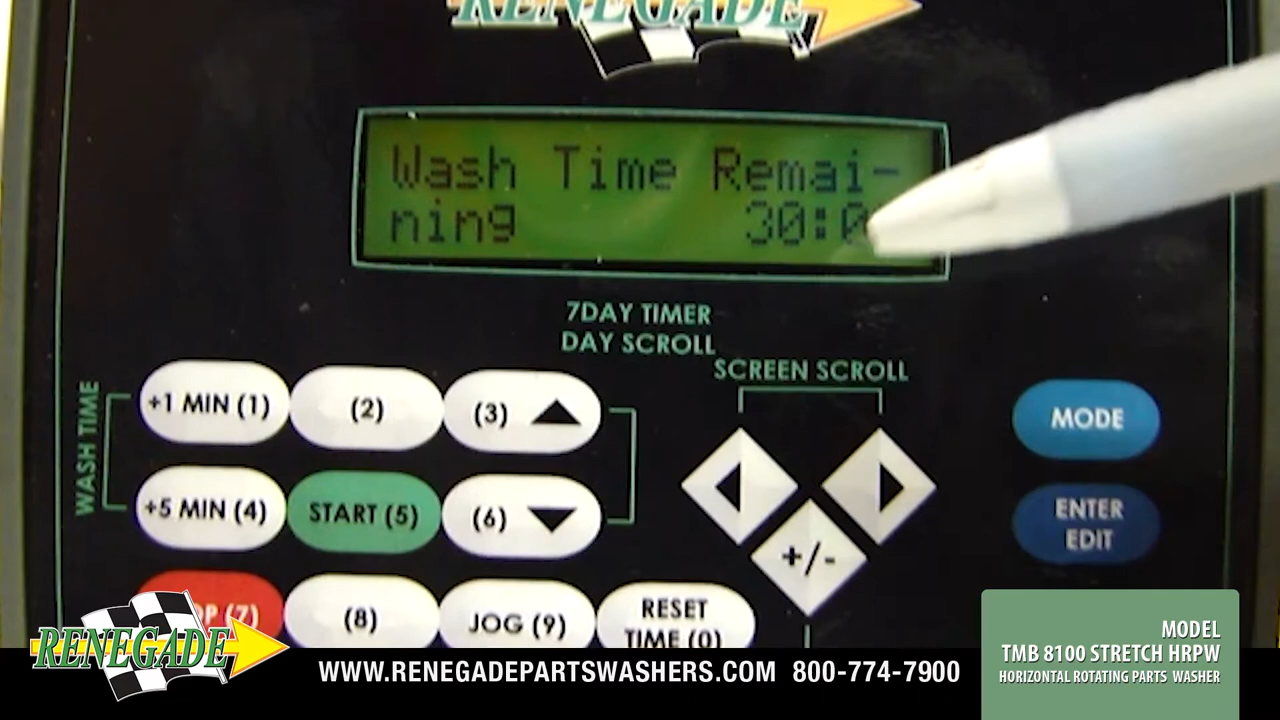 RENEGADE
Wash Time Remai-
ning 30:0
7DAY TIMER
DAY SCROLL
SCREEN SCROLL
WASH TIME
+1 MIN (1)
(2)
(3)
MODE
+5 MIN (4)
START (5)
(6)
+/-
ENTER
EDIT
(7)
(8)
JOG (9)
RESET
TIME (0)
RENEGADE
WWW.RENEGADEPARTSWASHERS.COM 800-774-7900
MODEL
TMB 8100 STRETCH HRPW
HORIZONTAL ROTATING PARTS WASHER